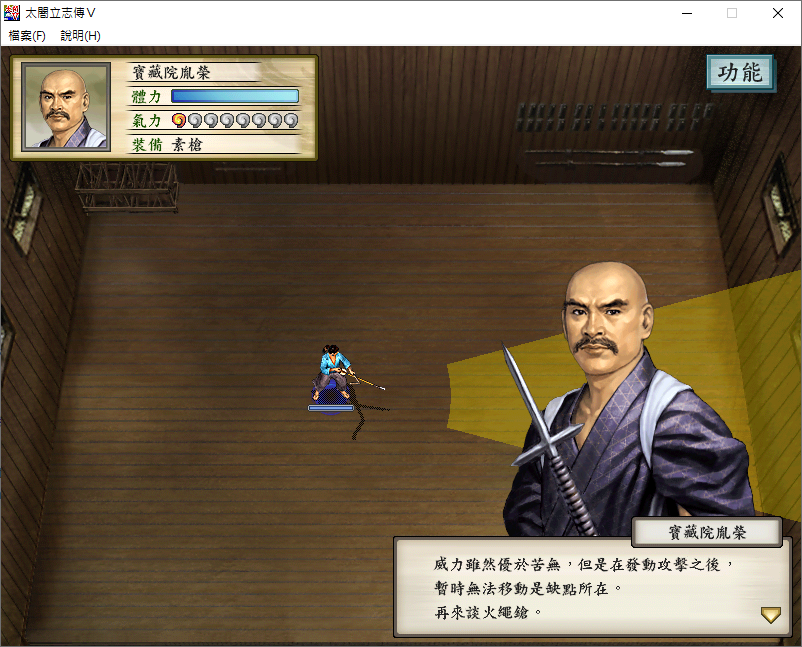 太閤立志傳Ⅴ
檔案(F) 說明(H)
寶藏院胤榮
體力
氣力
裝備 素槍
功能
寶藏院胤榮
威力雖然優於苦無，但是在發動攻擊之後，
暫時無法移動是缺點所在。
再來談火繩鎗。